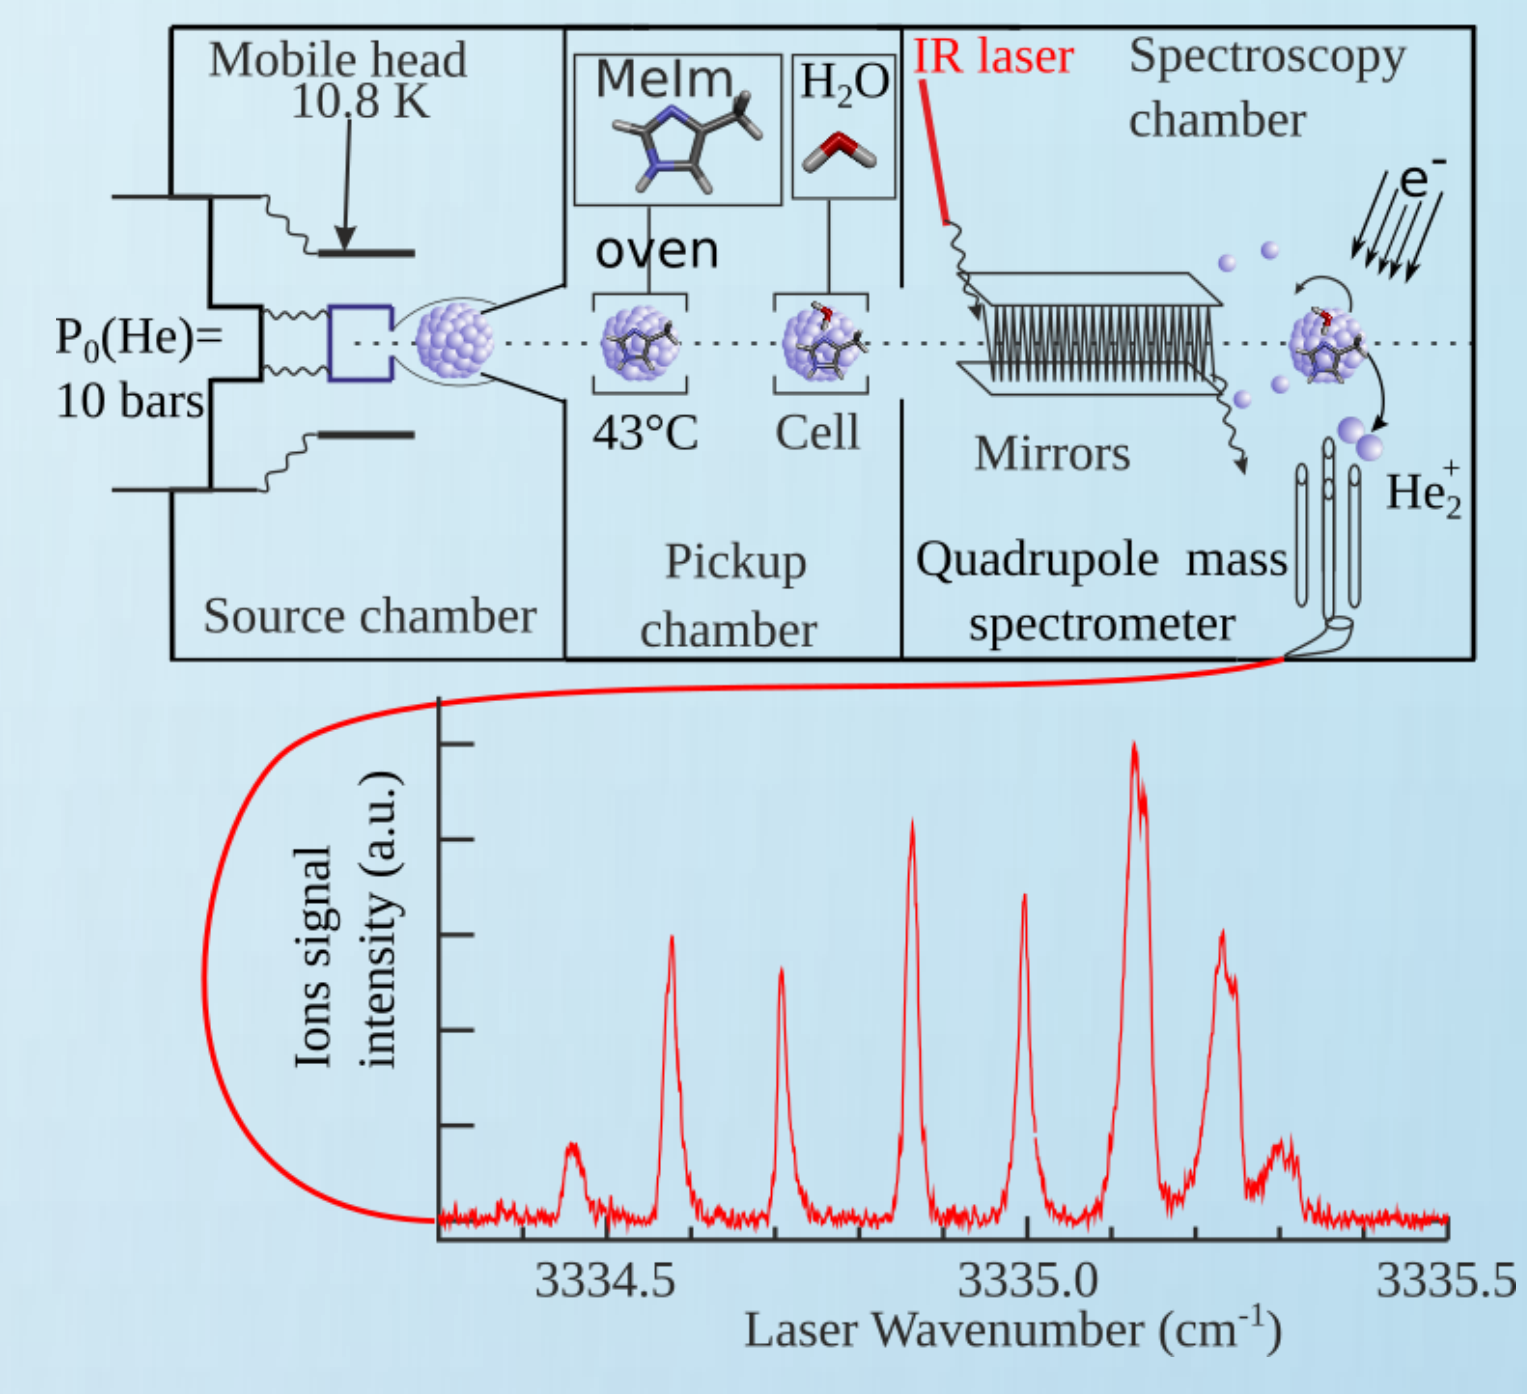 Mobile head
10.8 K
P₀(He)=
10 bars
Source chamber
MeIm
H₂O
oven
43°C
Cell
Pickup
chamber
IR laser
Spectroscopy
chamber
e⁻
Mirrors
He₂⁺
Quadrupole mass
spectrometer
Ions signal
intensity (a.u.)
3334.5
3335.0
3335.5
Laser Wavenumber (cm⁻¹)